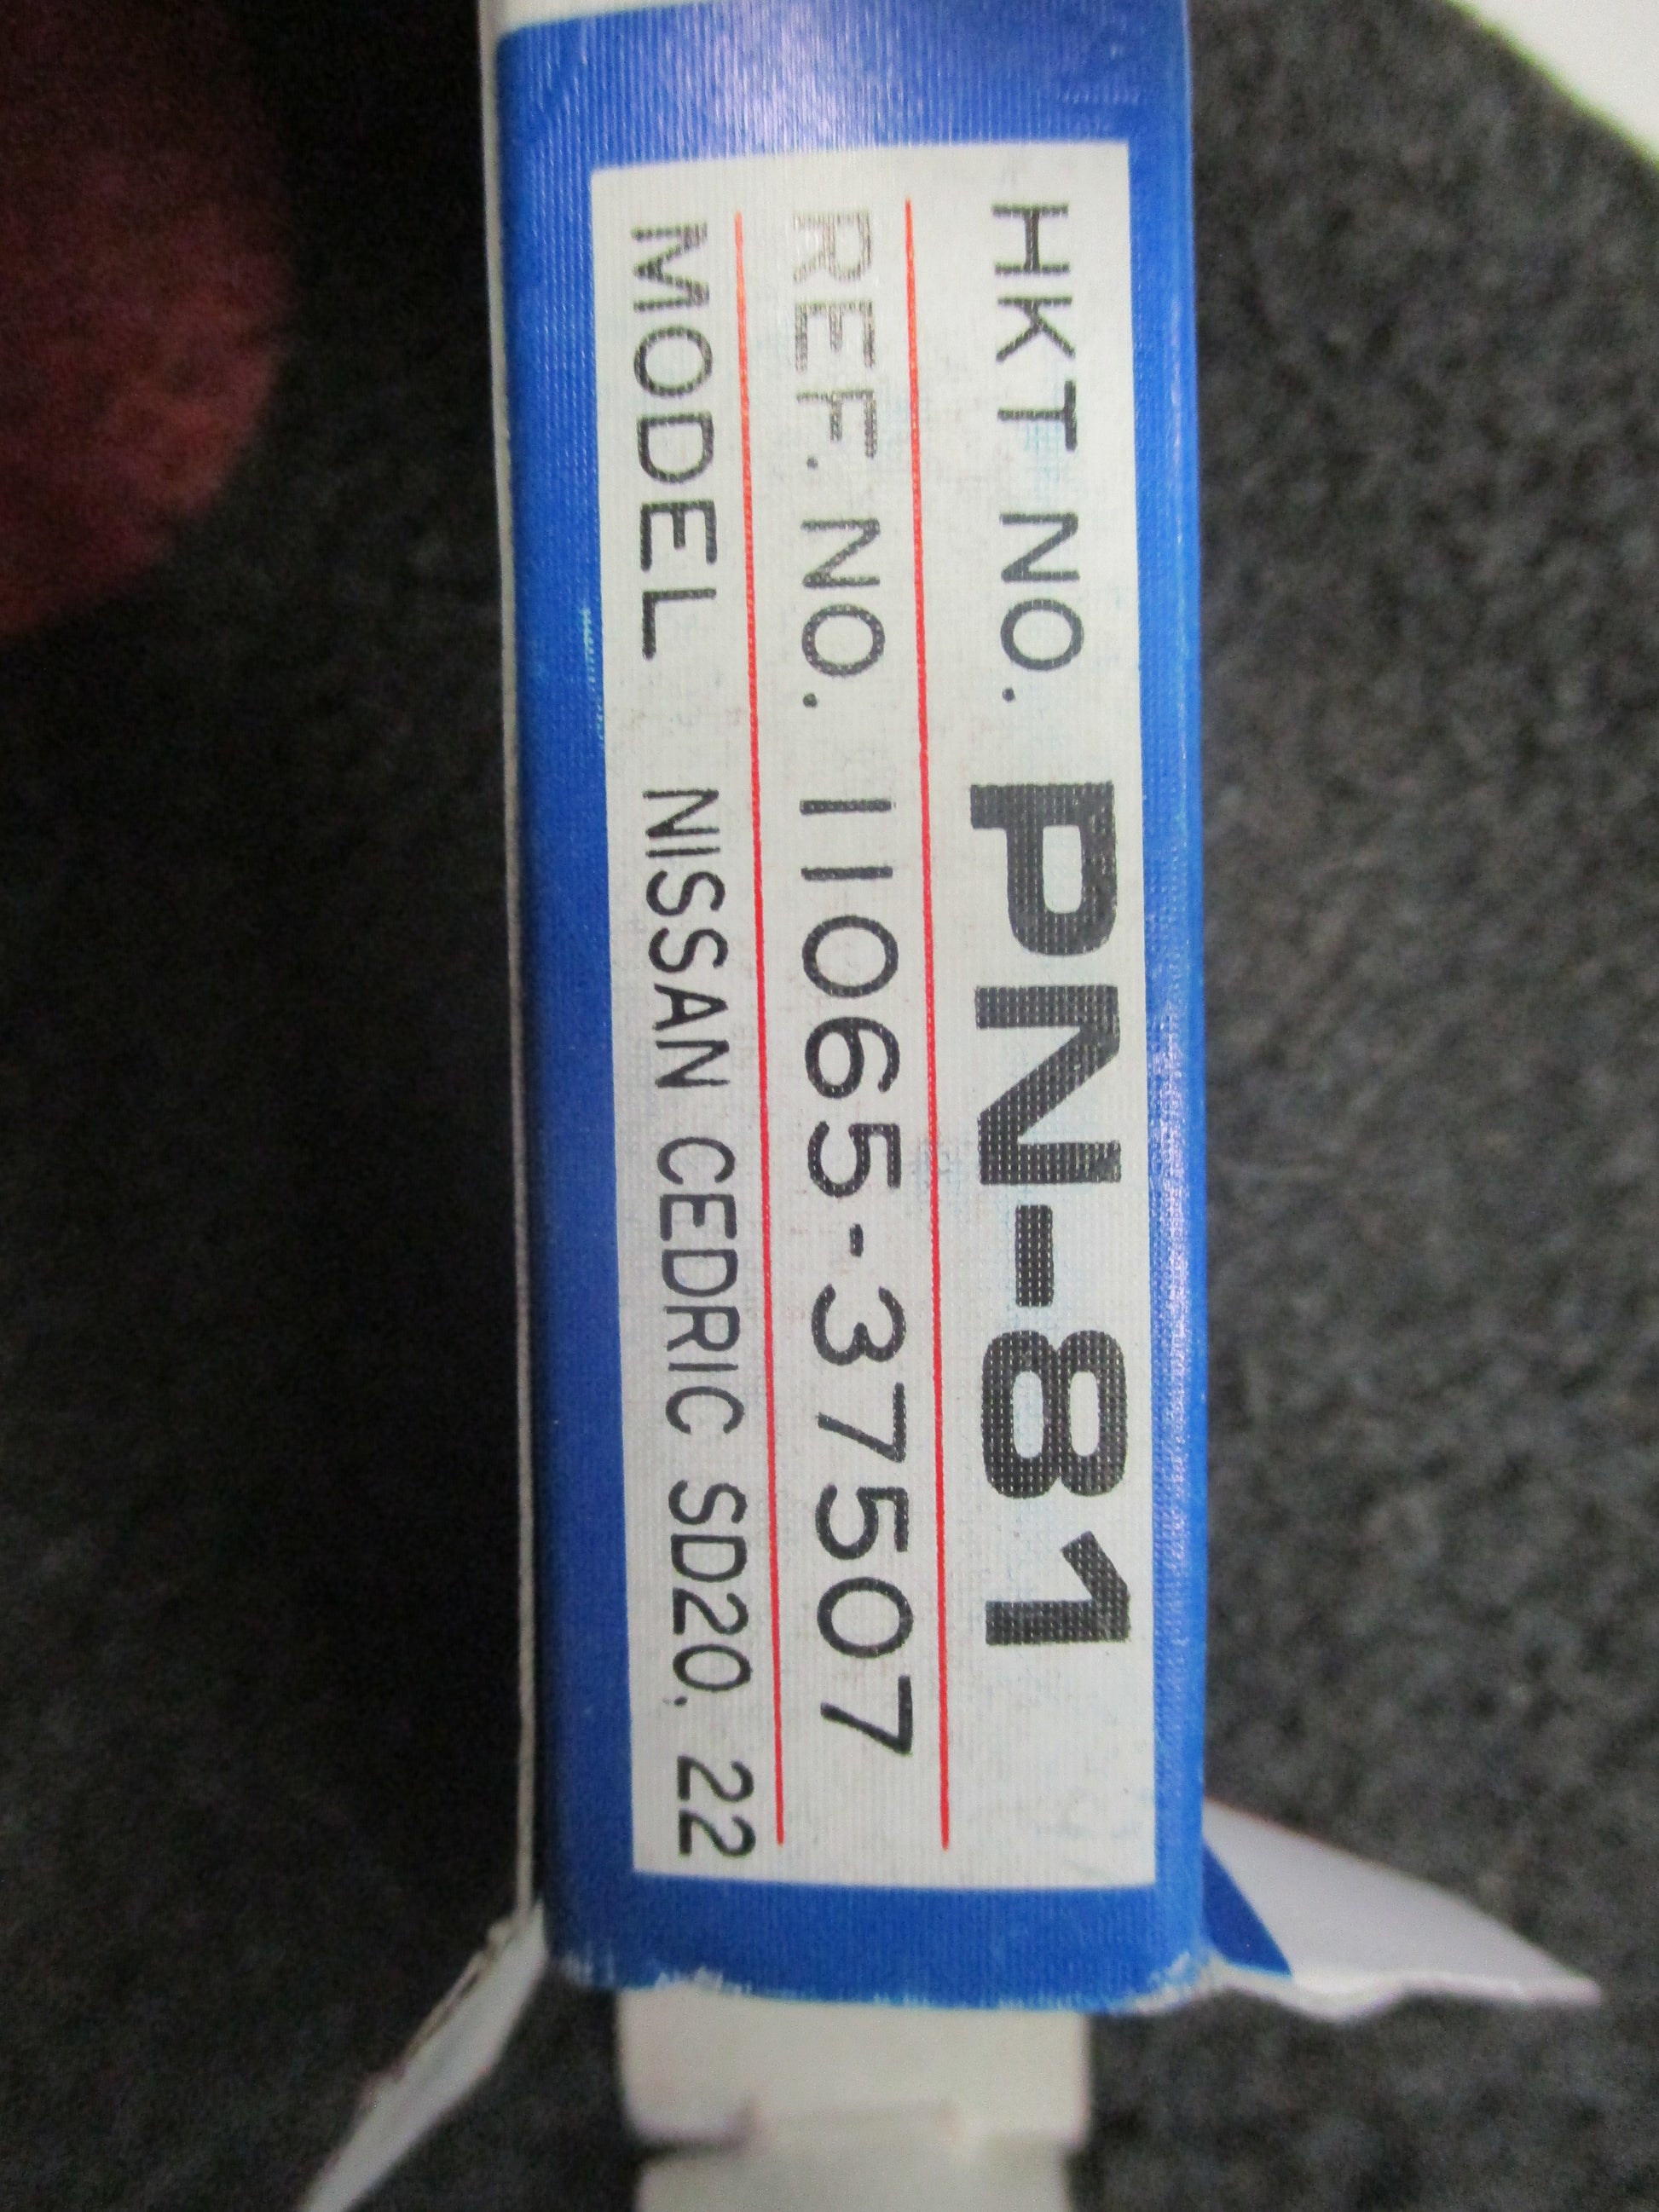 HKT NO. PN-81
REF. NO. 11065-37507
MODEL NISSAN CEDRIC SD20, 22